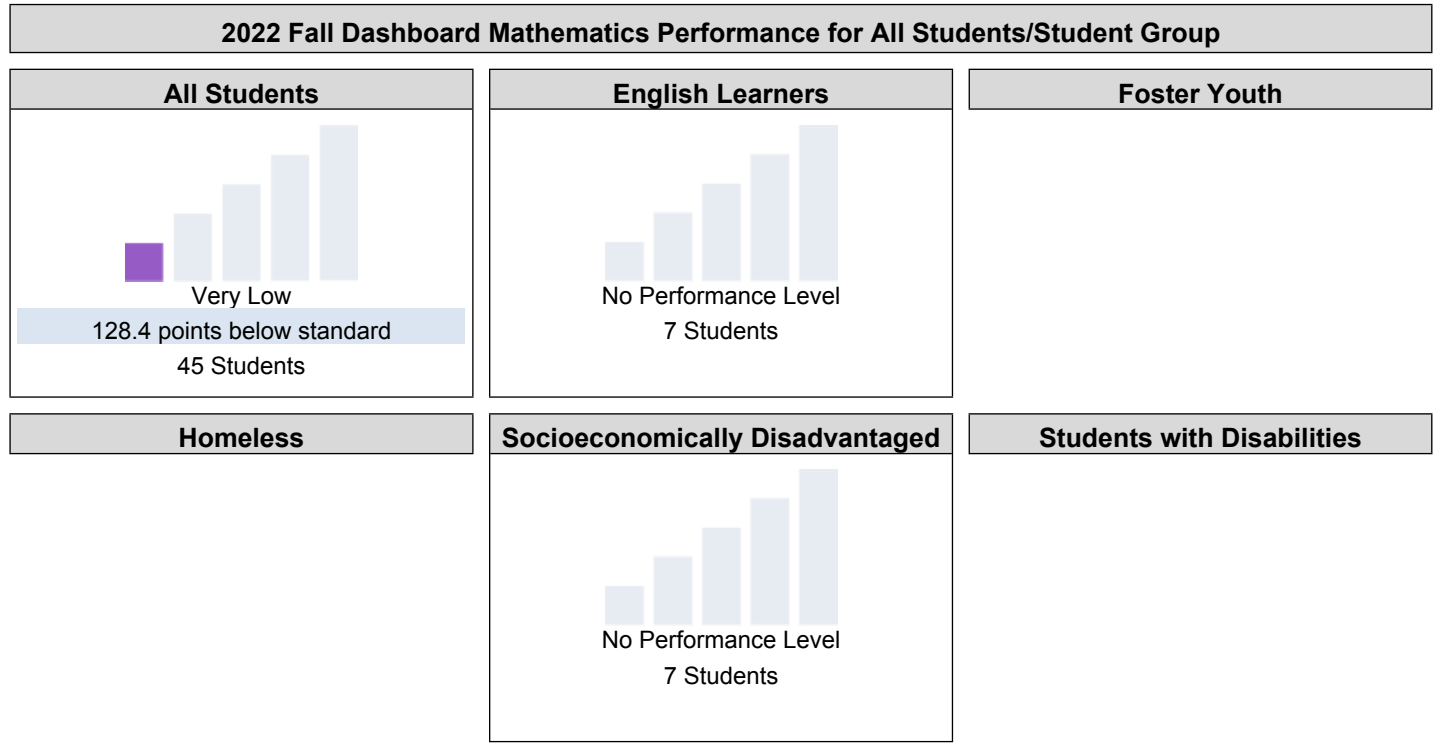 2022 Fall Dashboard Mathematics Performance for All Students/Student Group
All Students
Very Low
128.4 points below standard
45 Students
English Learners
No Performance Level
7 Students
Foster Youth
Homeless
Socioeconomically Disadvantaged
No Performance Level
7 Students
Students with Disabilities